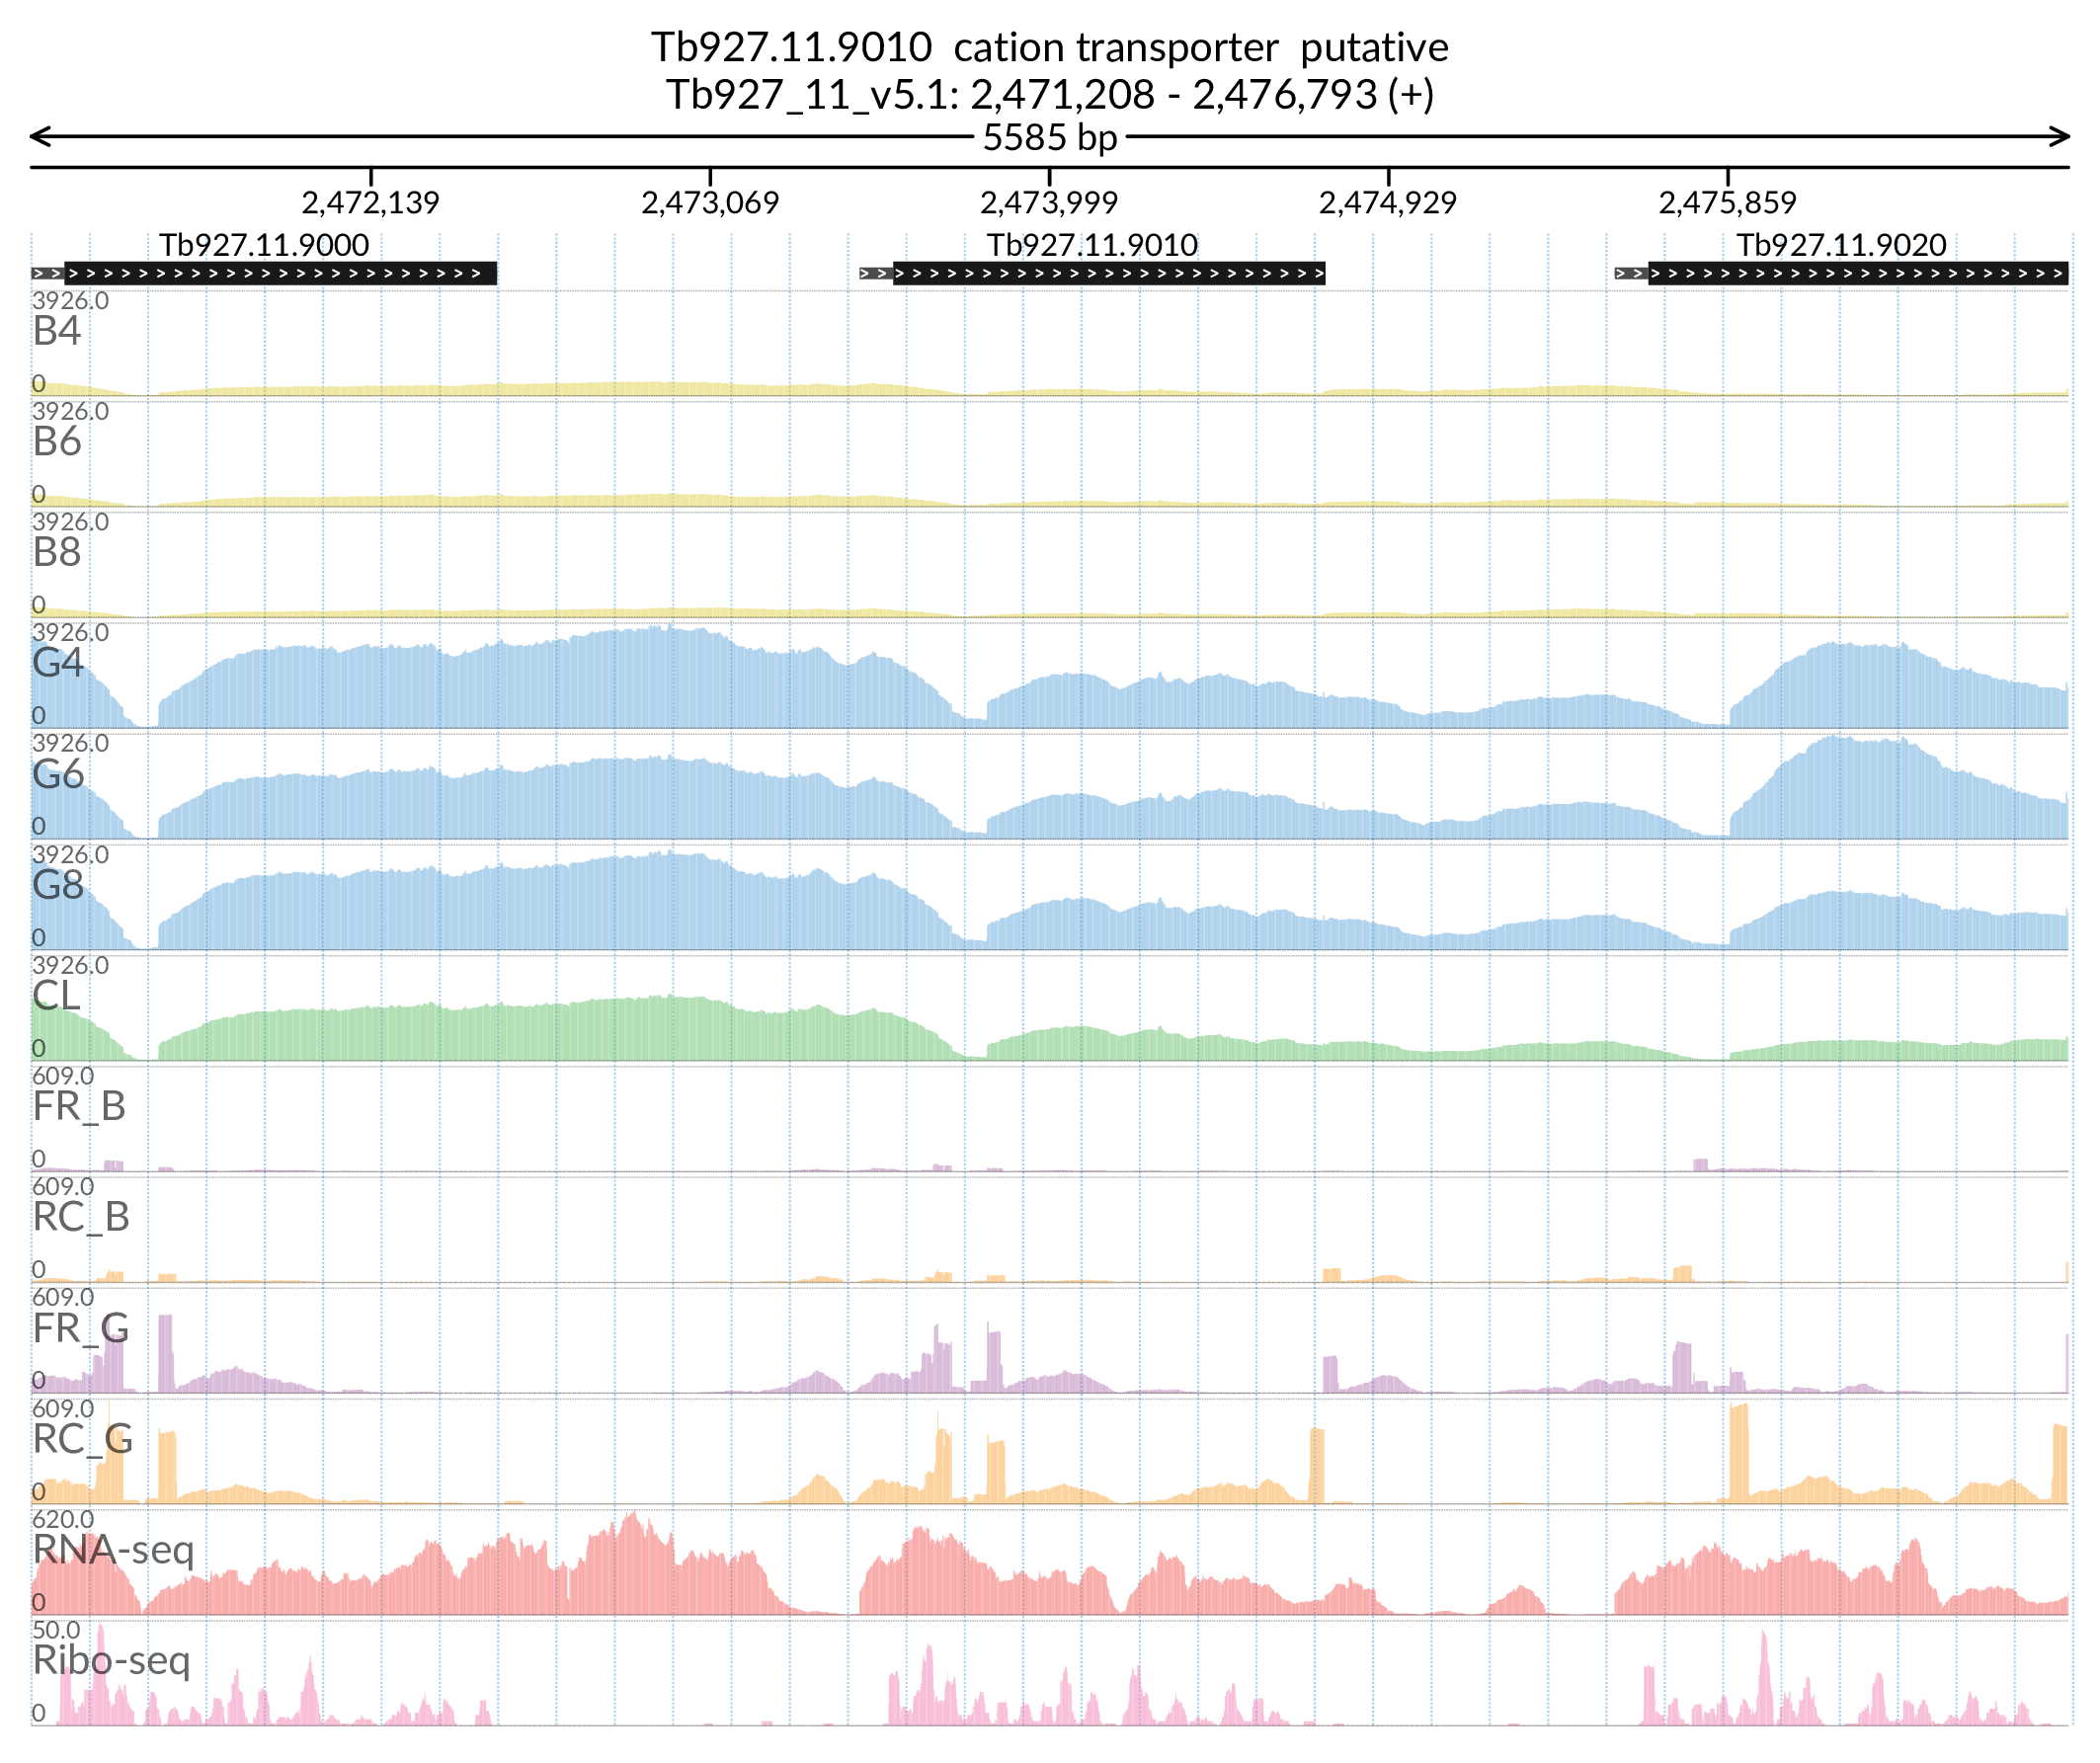 Tb927.11.9010 cation transporter putative
Tb927_11_v5.1: 2,471,208 - 2,476,793 (+)
5585 bp
2,472,139 2,473,069 2,473,999 2,474,929 2,475,859
Tb927.11.9000 Tb927.11.9010 Tb927.11.9020
3926.0
B4
0
3926.0
B6
0
3926.0
B8
0
3926.0
G4
0
3926.0
G6
0
3926.0
G8
0
3926.0
CL
0
609.0
FR_B
0
609.0
RC_B
0
609.0
FR_G
0
609.0
RC_G
0
620.0
RNA-seq
0
50.0
Ribo-seq
0